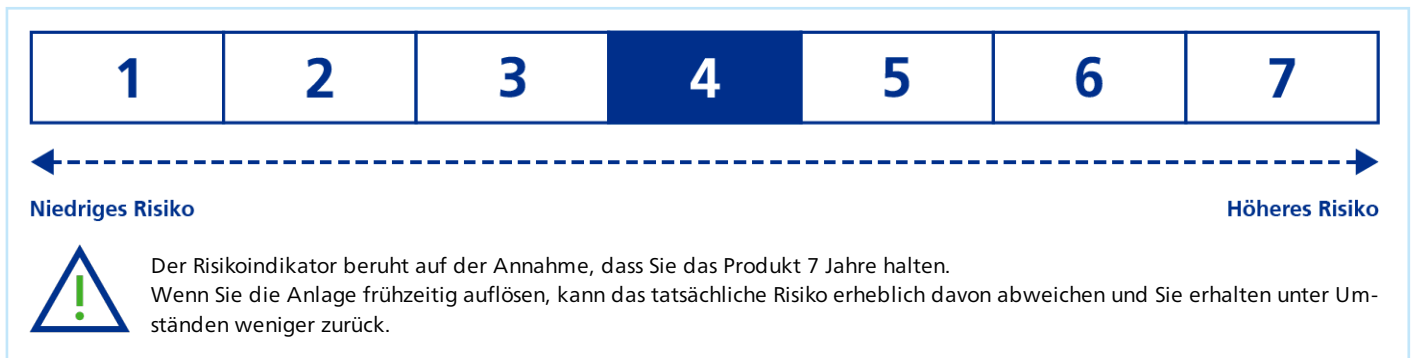 1 2 3 4 5 6 7
Niedriges Risiko Höheres Risiko
Der Risikoindikator beruht auf der Annahme, dass Sie das Produkt 7 Jahre halten.
Wenn Sie die Anlage frühzeitig auflösen, kann das tatsächliche Risiko erheblich davon abweichen und Sie erhalten unter Um-
ständen weniger zurück.